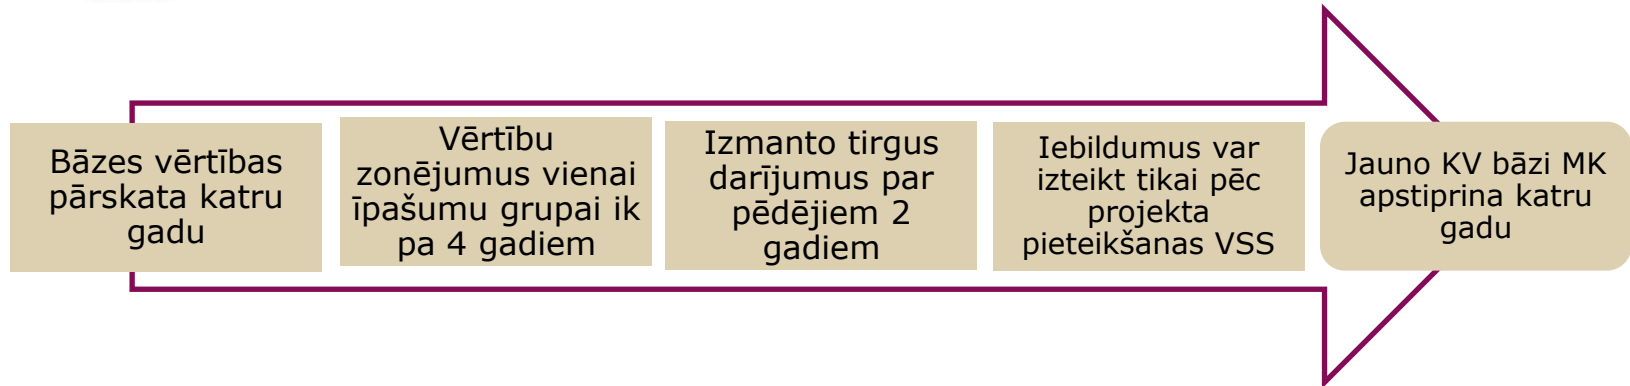 Bāzes vērtības
pārskata katru
gadu
Vērtību
zonējumus vienai
īpašumu grupai ik
pa 4 gadiem
Izmanto tirgus
darījumus par
pēdējiem 2
gadiem
Iebildumus var
izteikt tikai pēc
projekta
pieteikšanas VSS
Jauno KV bāzi MK
apstiprina katru
gadu